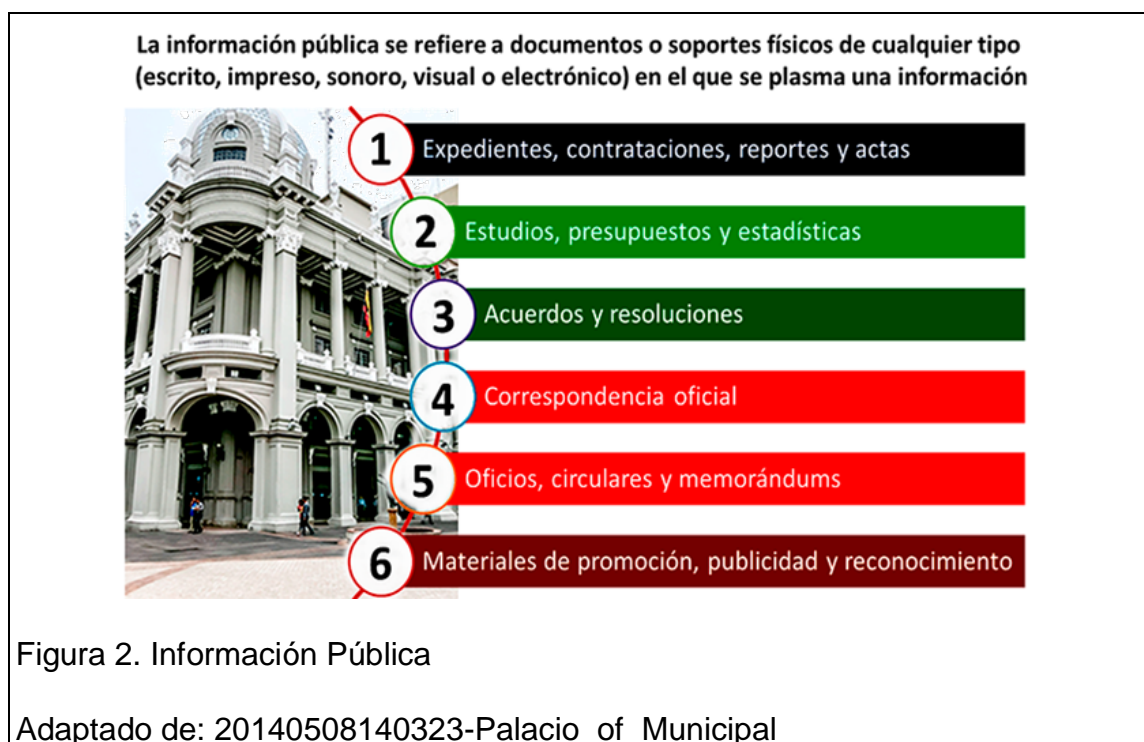 La información pública se refiere a documentos o soportes físicos de cualquier tipo
(escrito, impreso, sonoro, visual o electrónico) en el que se plasma una información
1 Expedientes, contrataciones, reportes y actas
2 Estudios, presupuestos y estadísticas
3 Acuerdos y resoluciones
4 Correspondencia oficial
5 Oficios, circulares y memorándums
6 Materiales de promoción, publicidad y reconocimiento
Figura 2. Información Pública
Adaptado de: 20140508140323-Palacio_of_Municipal